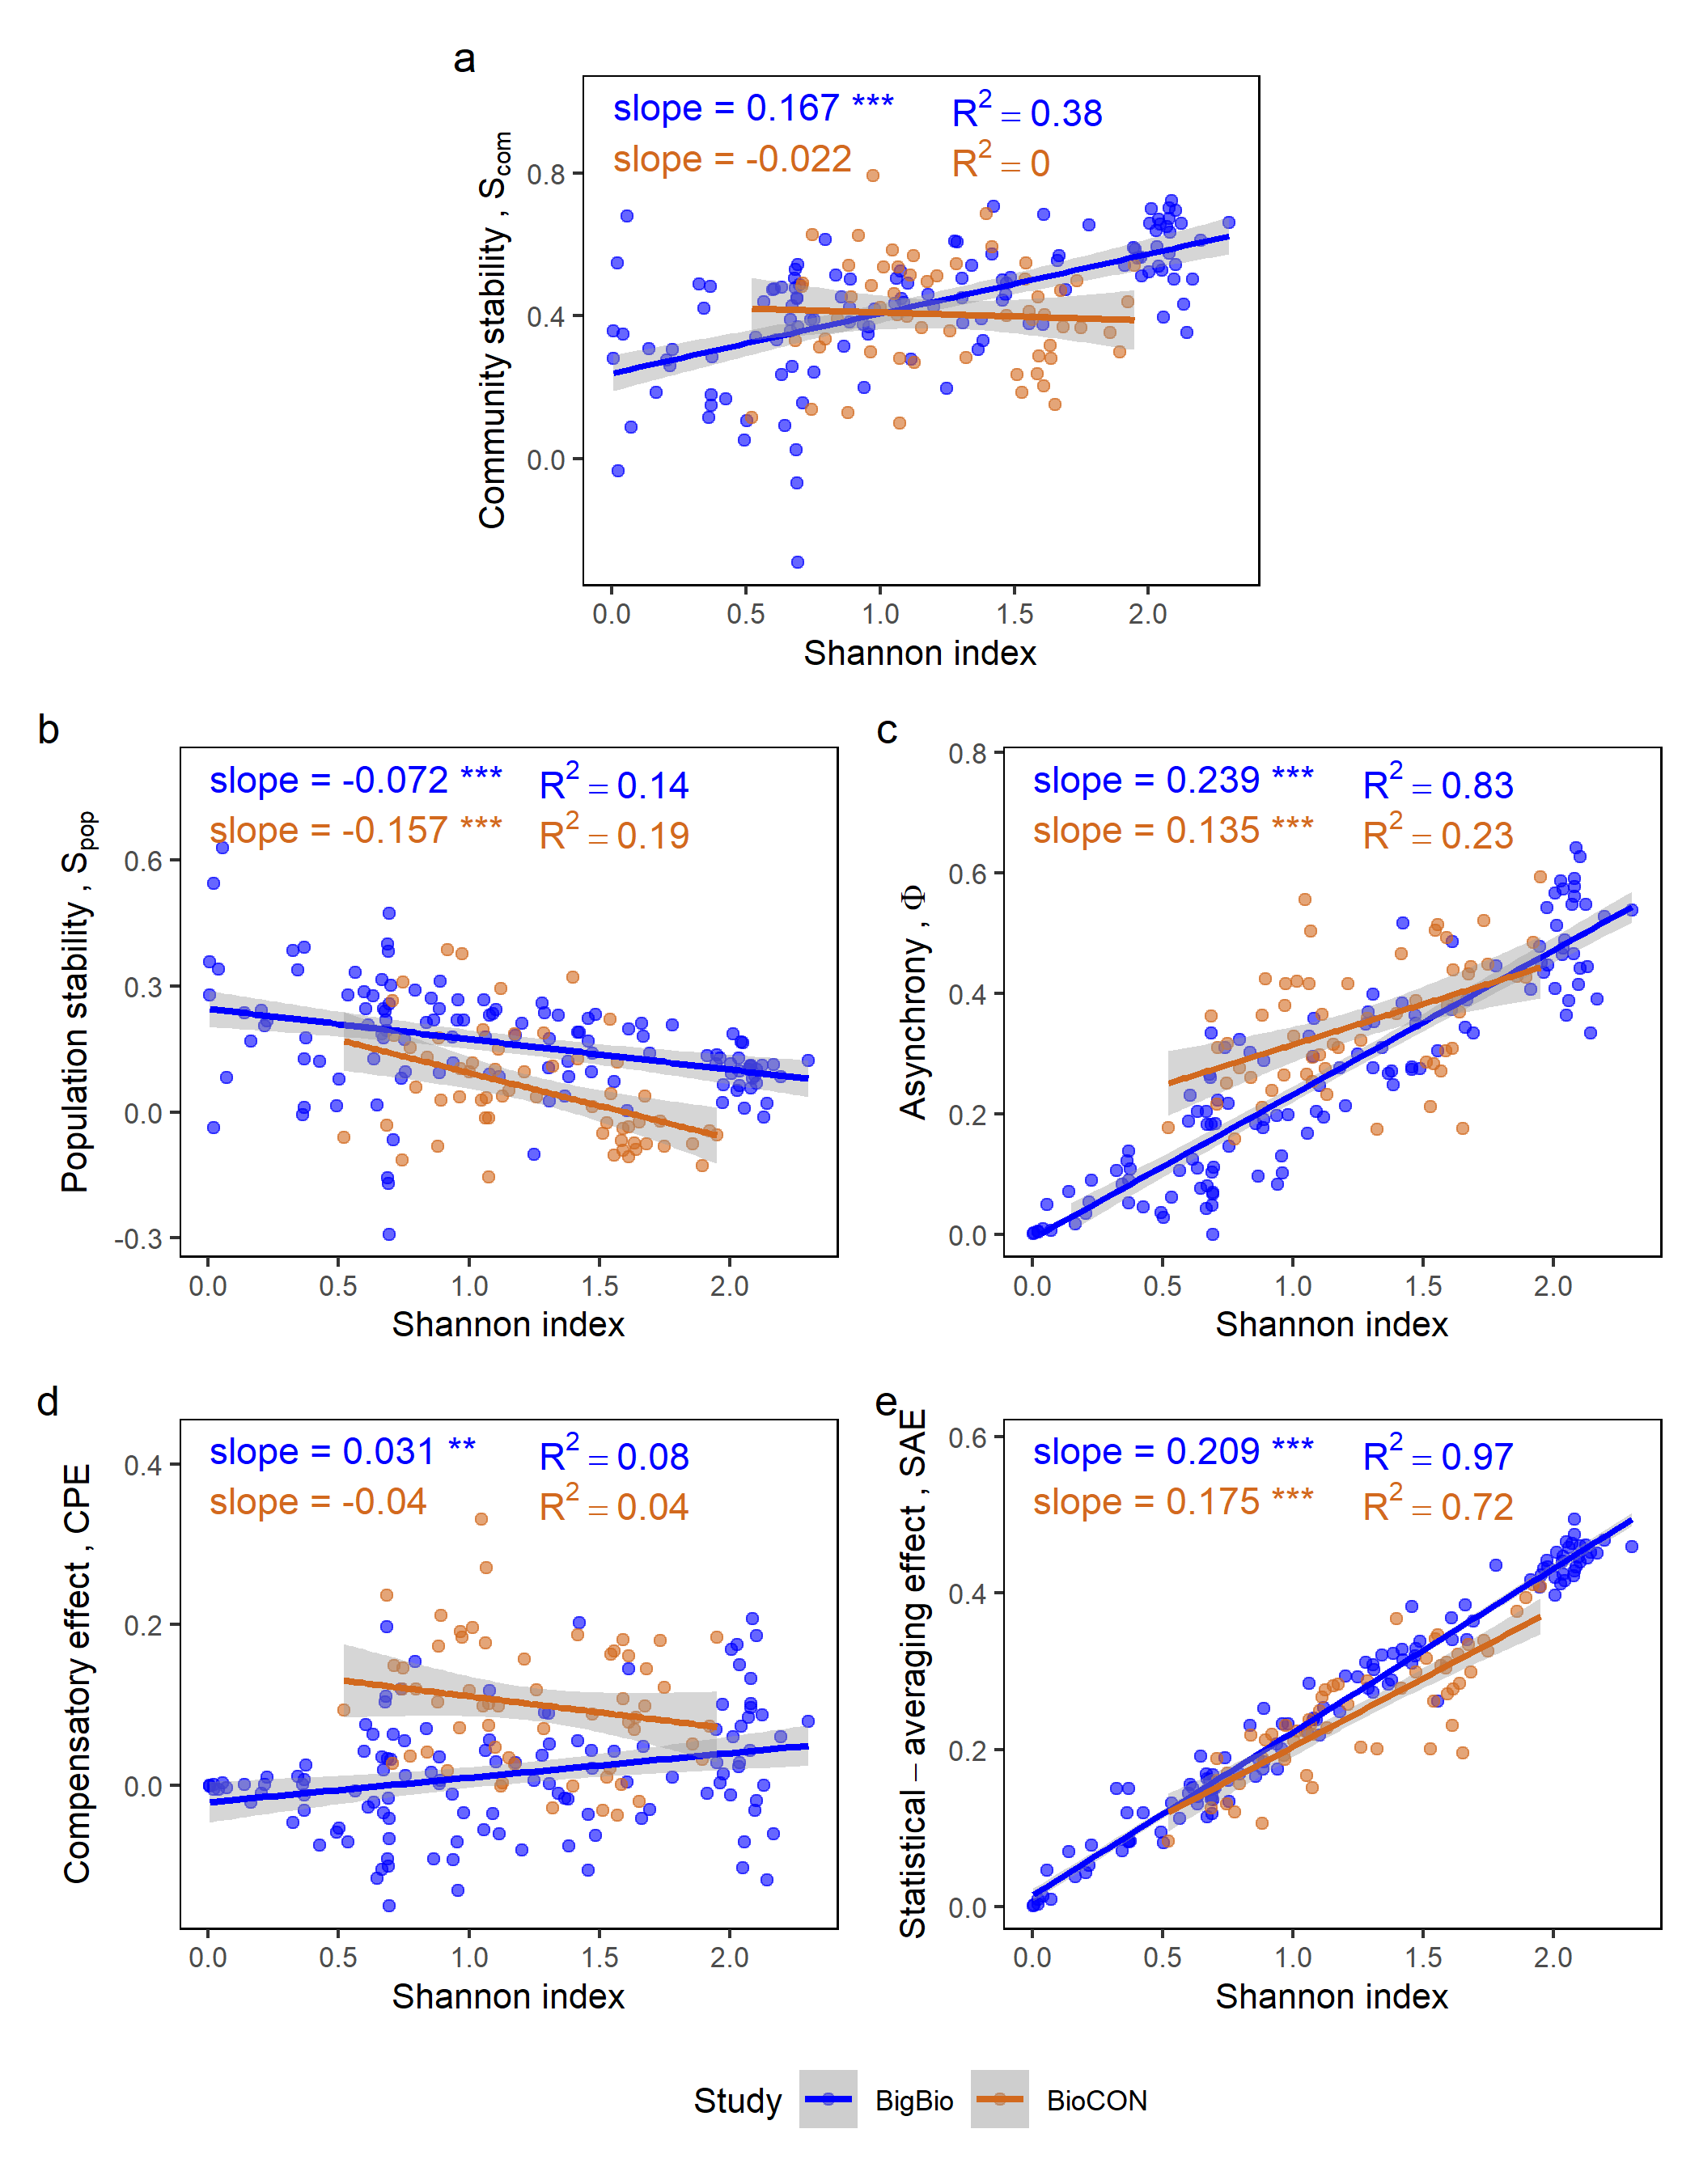 a
slope = 0.167 *** R² = 0.38
slope = -0.022 R² = 0
Community stability , Scom
0.8
0.4
0.0
0.0 0.5 1.0 1.5 2.0
Shannon index
b
slope = -0.072 *** R² = 0.14
slope = -0.157 *** R² = 0.19
Population stability , Spop
0.6
0.3
0.0
-0.3
0.0 0.5 1.0 1.5 2.0
Shannon index
c
slope = 0.239 *** R² = 0.83
slope = 0.135 *** R² = 0.23
Asynchrony , Φ
0.8
0.6
0.4
0.2
0.0
0.0 0.5 1.0 1.5 2.0
Shannon index
d
slope = 0.031 ** R² = 0.08
slope = -0.04 R² = 0.04
Compensatory effect , CPE
0.4
0.2
0.0
0.0 0.5 1.0 1.5 2.0
Shannon index
e
slope = 0.209 *** R² = 0.97
slope = 0.175 *** R² = 0.72
Statistical – averaging effect , SAE
0.6
0.4
0.2
0.0
0.0 0.5 1.0 1.5 2.0
Shannon index
Study BigBio BioCON